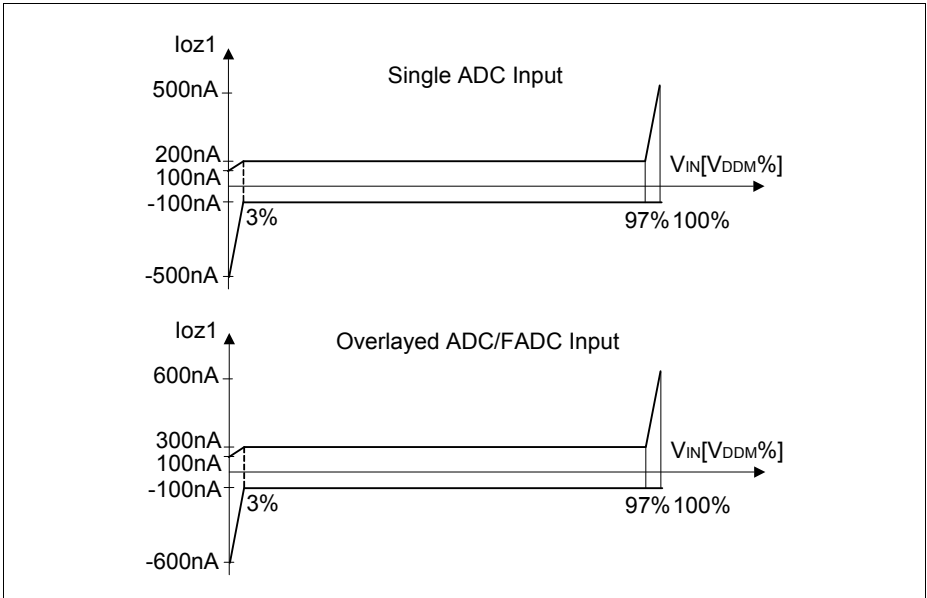 Ioz1
Single ADC Input
500nA
200nA
100nA
-100nA
-500nA
VIN[VDDM%]
3%
97% 100%
Ioz1
Overlayed ADC/FADC Input
600nA
300nA
100nA
-100nA
-600nA
VIN[VDDM%]
3%
97% 100%